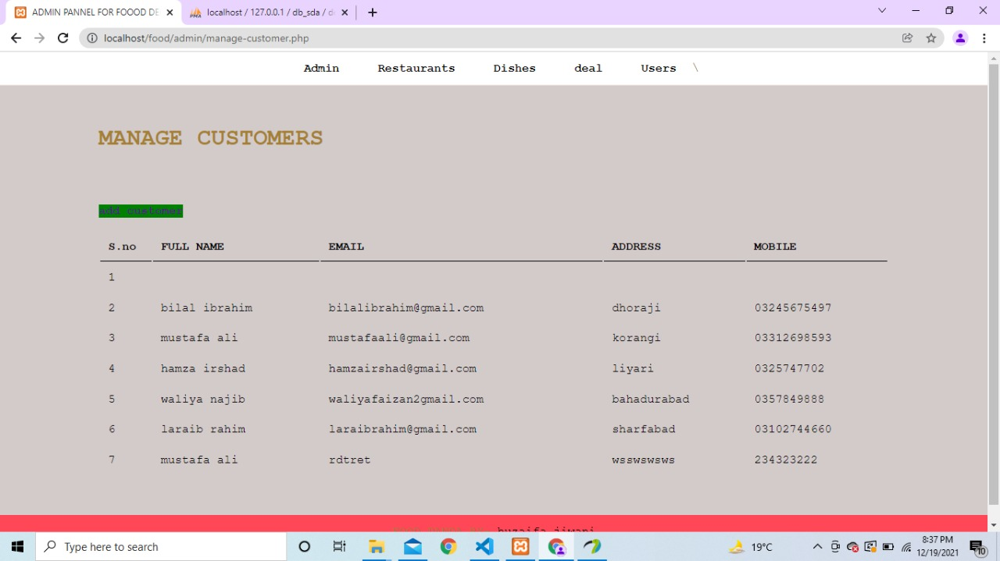 ADMIN PANNEL FOR FOOOD DE
localhost / 127.0.0.1 / db_sda / d
localhost/food/admin/manage-customer.php
Admin Restaurants Dishes deal Users \
MANAGE CUSTOMERS
add customer
S.no FULL NAME EMAIL ADDRESS MOBILE
1
2 bilal ibrahim bilalibrahim@gmail.com dhoraji 03245675497
3 mustafa ali mustafaali@gmail.com korangi 03312698593
4 hamza irshad hamzairshad@gmail.com liyari 0325747702
5 waliya najib waliyafaizan2gmail.com bahadurabad 0357849888
6 laraib rahim laraibrahim@gmail.com sharfabad 03102744660
7 mustafa ali rdtret wsswswsws 234323222
huzaifa jiwani
Type here to search
19°C
8:37 PM
12/19/2021
10